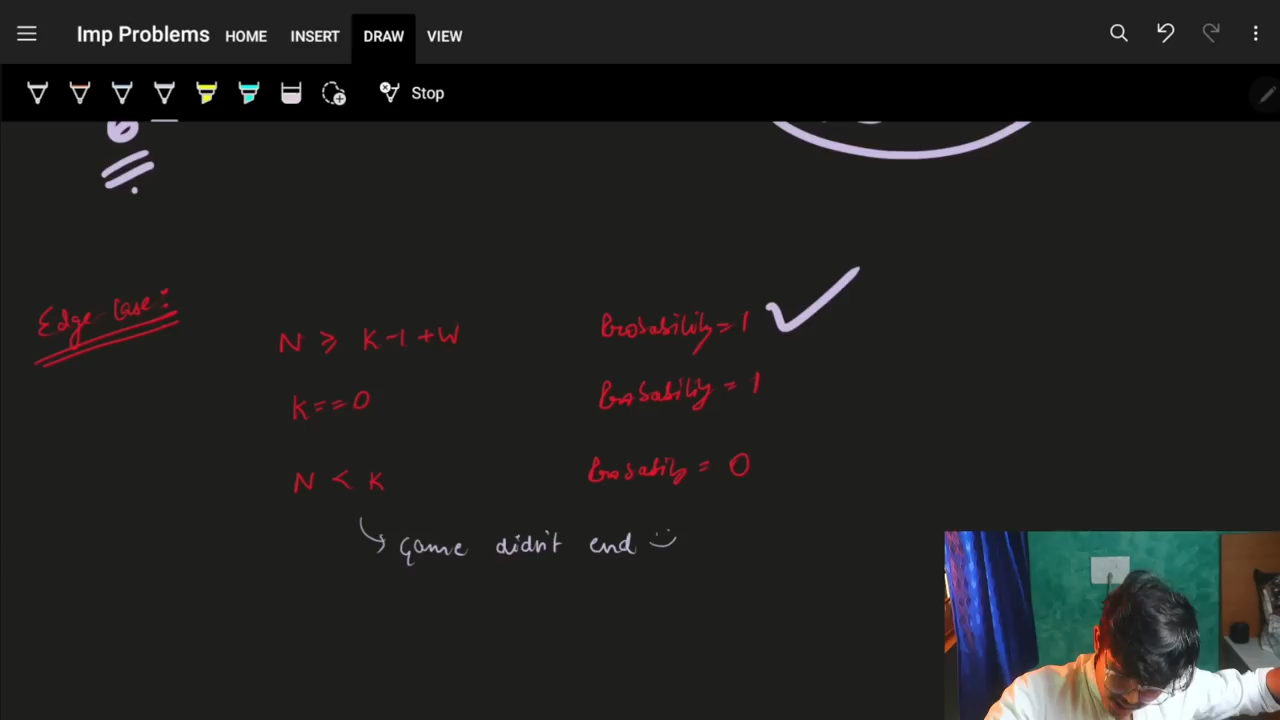 Imp Problems HOME INSERT DRAW VIEW
Stop
6
Edge Case:
N ≥ K-1+W Probability = 1
K==0 Probability = 1
N < K Probability = 0
game didn't end